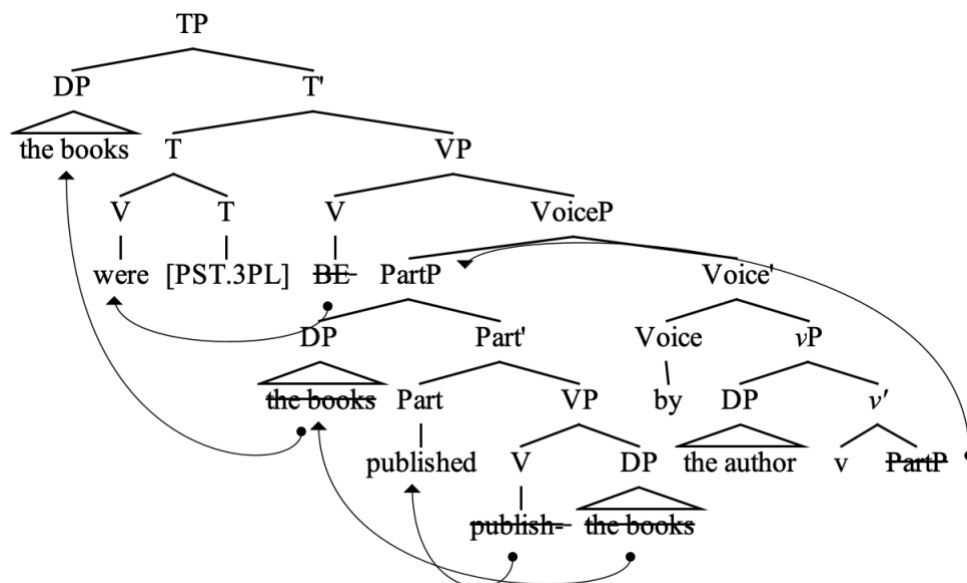 TP
DP T'
the books T VP
V T V VoiceP
were [PST.3PL] BE PartP Voice'
DP Part' Voice vP
the books Part VP by DP v'
published V DP the author v PartP
publish- the books